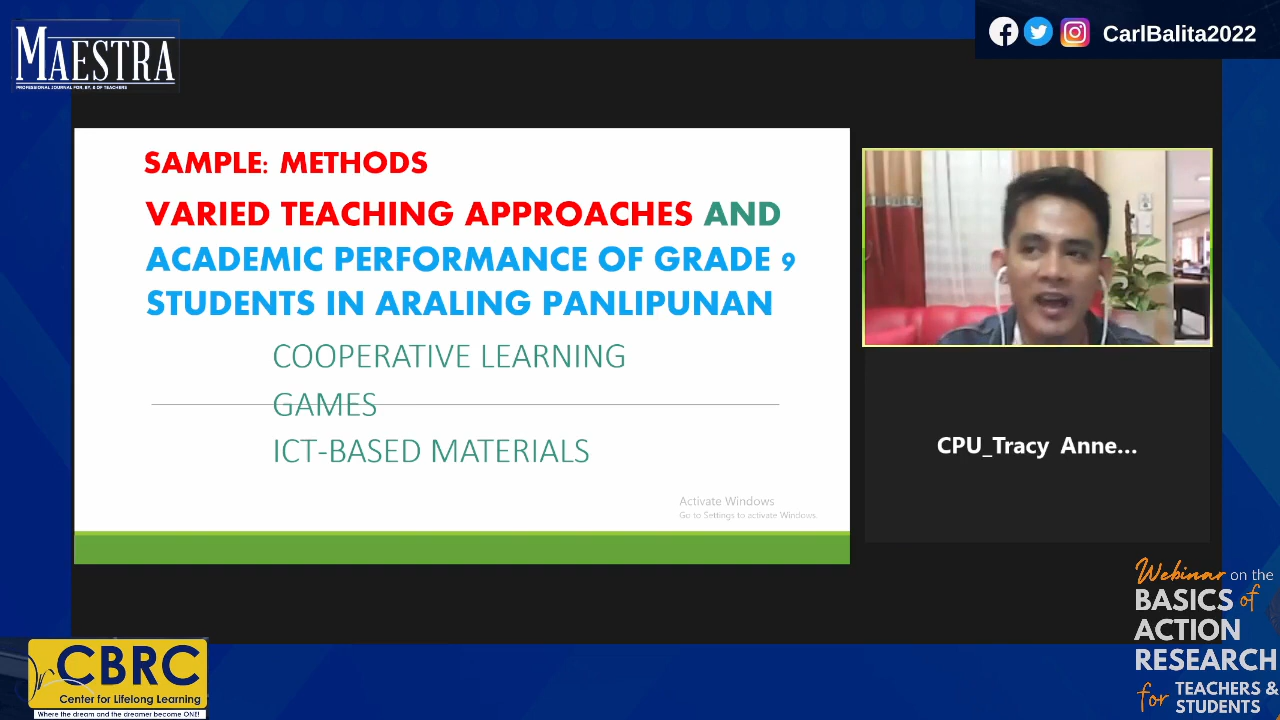 MAESTRA
PROFESSIONAL JOURNAL FOR, BY, & OF TEACHERS
CarlBalita2022
SAMPLE: METHODS
VARIED TEACHING APPROACHES AND
ACADEMIC PERFORMANCE OF GRADE 9
STUDENTS IN ARALING PANLIPUNAN
COOPERATIVE LEARNING
GAMES
ICT-BASED MATERIALS
Activate Windows
Go to Settings to activate Windows.
CPU_Tracy Anne...
Webinar on the
BASICS of
ACTION
RESEARCH
for TEACHERS &
STUDENTS
CBRC
Center for Lifelong Learning
Where the dream and the dreamer become ONE!